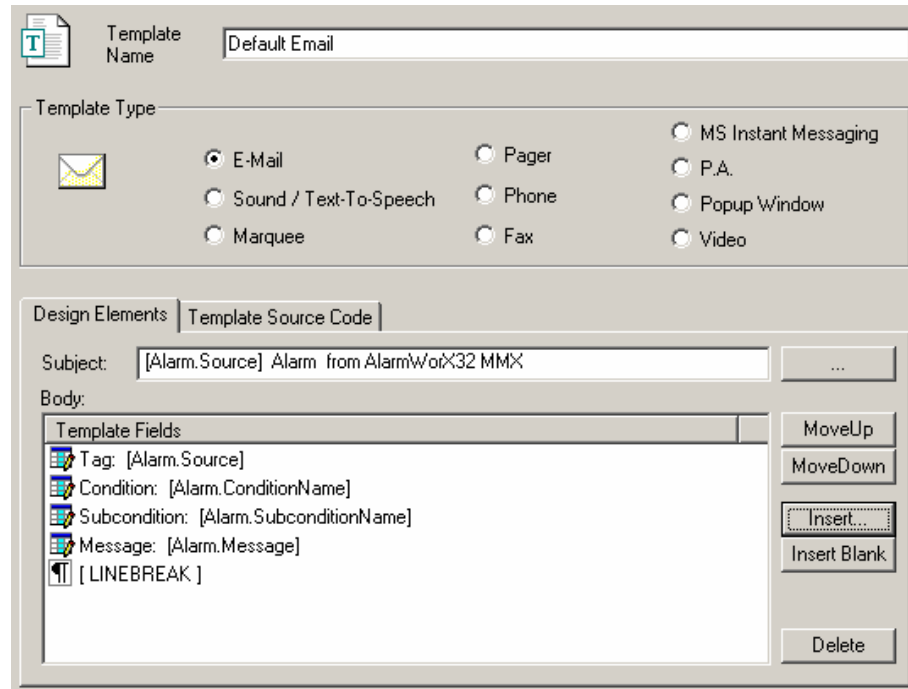 Template Name
Default Email
Template Type
E-Mail
Sound / Text-To-Speech
Marquee
Pager
Phone
Fax
MS Instant Messaging
P.A.
Popup Window
Video
Design Elements
Template Source Code
Subject:
[Alarm.Source] Alarm from AlarmWorX32 MMX
...
Body:
Template Fields
Tag: [Alarm.Source]
Condition: [Alarm.ConditionName]
Subcondition: [Alarm.SubconditionName]
Message: [Alarm.Message]
¶ [ LINEBREAK ]
MoveUp
MoveDown
Insert...
Insert Blank
Delete